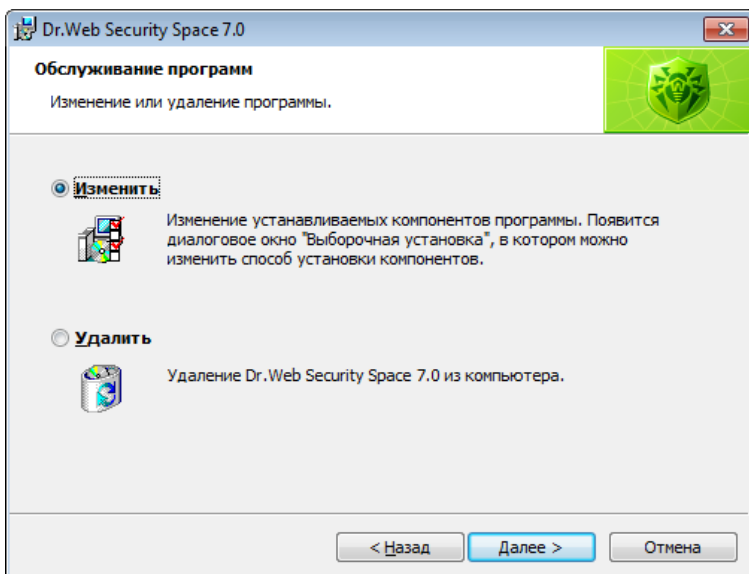 Dr.Web Security Space 7.0
Обслуживание программ
Изменение или удаление программы.
Изменить
Изменение устанавливаемых компонентов программы. Появится
диалоговое окно "Выборочная установка", в котором можно
изменить способ установки компонентов.
Удалить
Удаление Dr.Web Security Space 7.0 из компьютера.
< Назад
Далее >
Отмена